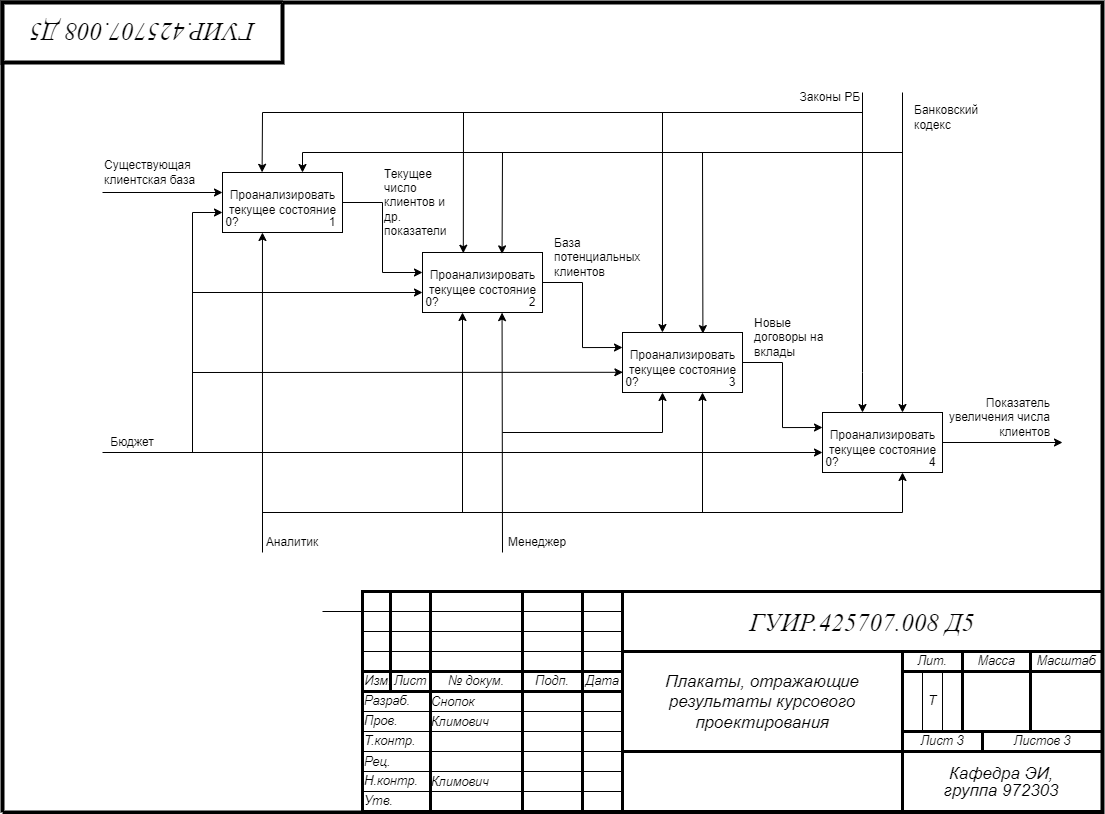 ГУИР.425707.008 Д5
Законы РБ
Банковский
кодекс
Существующая
клиентская база
Проанализировать
текущее состояние
0? 1
Текущее
число
клиентов и
др.
показатели
Проанализировать
текущее состояние
0? 2
База
потенциальных
клиентов
Проанализировать
текущее состояние
0? 3
Новые
договоры на
вклады
Проанализировать
текущее состояние
0? 4
Показатель
увеличения числа
клиентов
Бюджет
Аналитик
Менеджер
ГУИР.425707.008 Д5
Изм Лист № докум. Подп. Дата
Разраб. Снопок
Пров. Климович
Т.контр.
Рец.
Н.контр. Климович
Утв.
Плакаты, отражающие
результаты курсового
проектирования
Лит. Масса Масштаб
Т
Лист 3 Листов 3
Кафедра ЭИ,
группа 972303